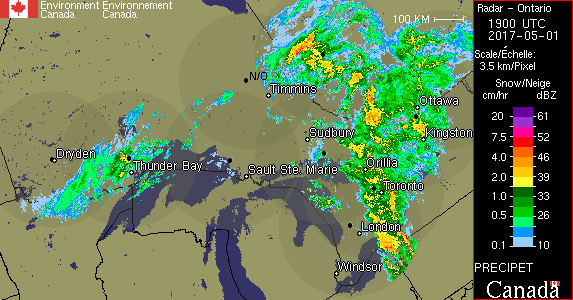 Environment Environnement
Canada Canada
100 KM
N/O
Timmins
Ottawa
Sudbury
Kingston
Dryden
Thunder Bay
Sault Ste. Marie
Orillia
Toronto
London
Windsor
Radar - Ontario
1900 UTC
2017-05-01
Scale/Échelle:
3.5 km/Pixel
Snow/Neige
cm/hr dBZ
20 61
7.5 52
4.0 46
2.0 39
1.0 33
0.5 26
0.1 10
PRECIPET
Canada